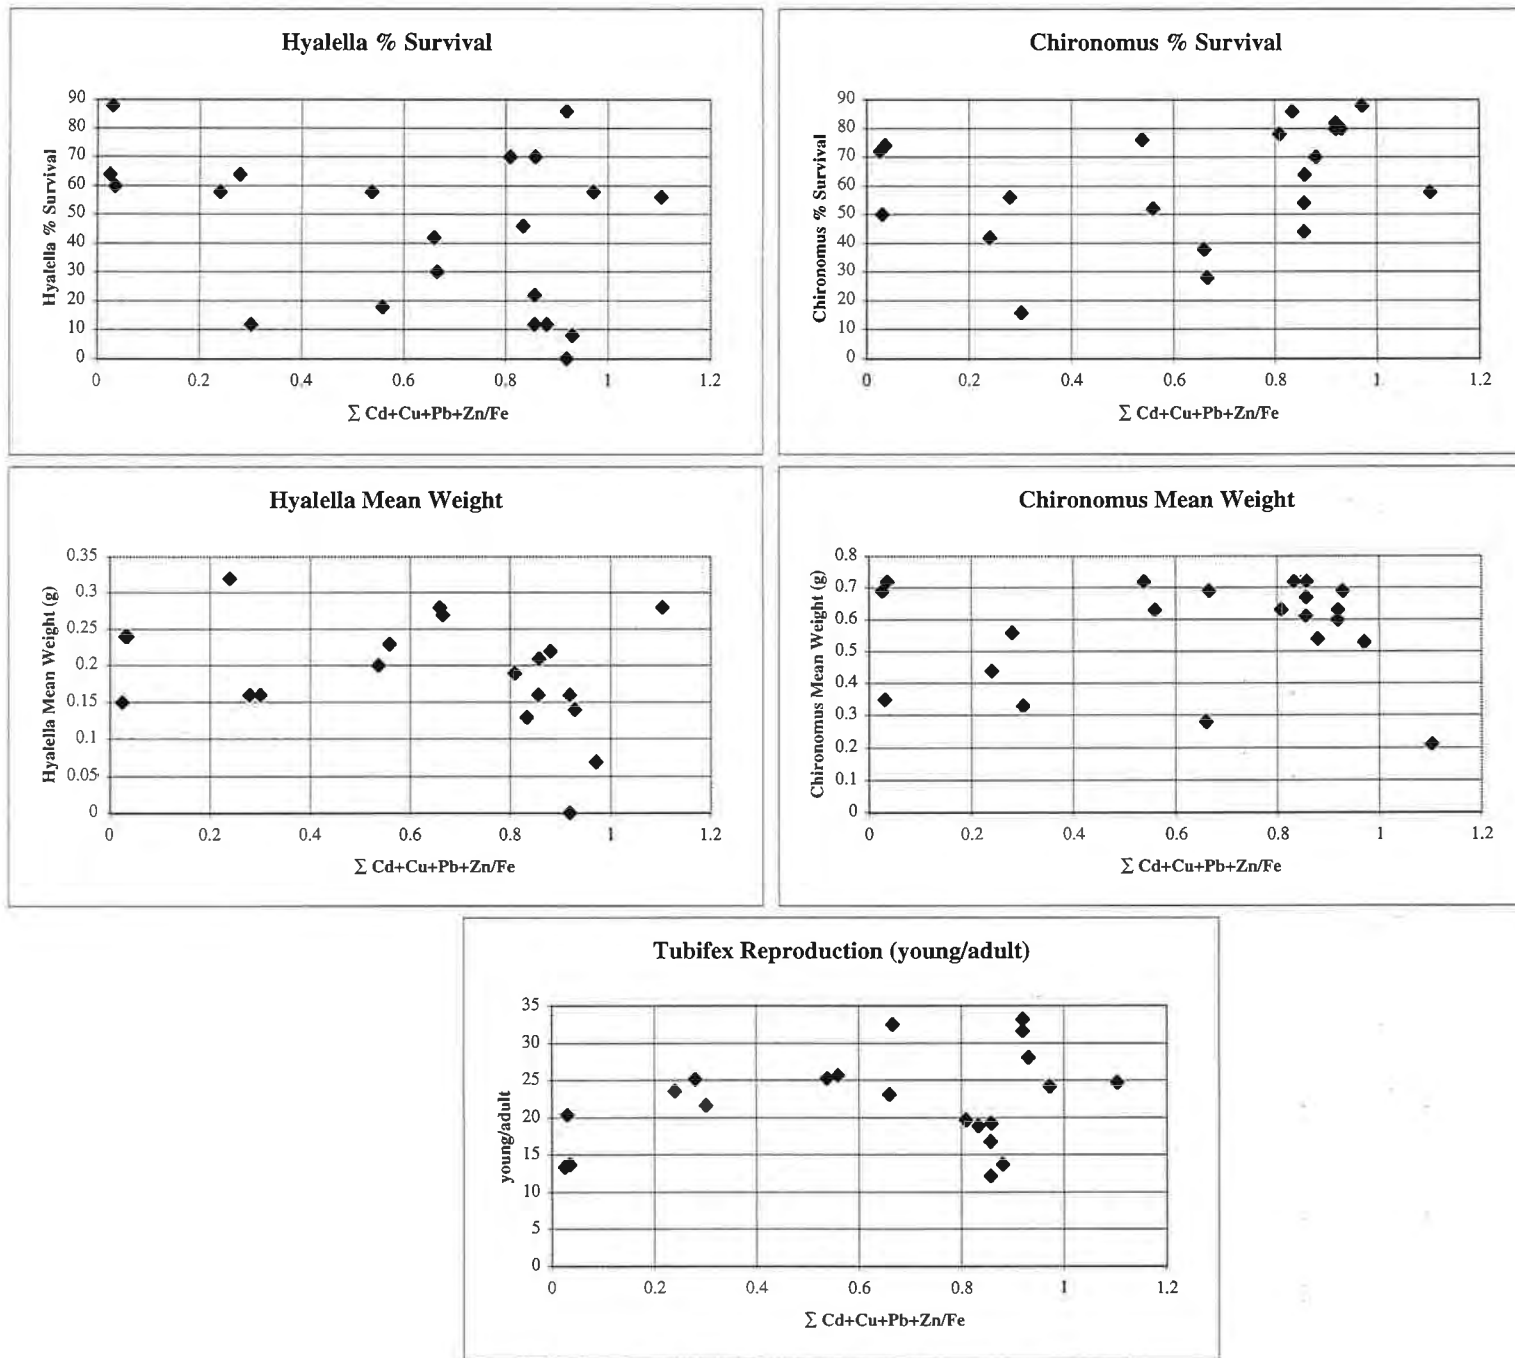 Hyalella % Survival
Hyalella % Survival
90
80
70
60
50
40
30
20
10
0
0 0.2 0.4 0.6 0.8 1 1.2
∑ Cd+Cu+Pb+Zn/Fe
Chironomus % Survival
Chironomus % Survival
90
80
70
60
50
40
30
20
10
0
0 0.2 0.4 0.6 0.8 1 1.2
∑ Cd+Cu+Pb+Zn/Fe
Hyalella Mean Weight
Hyalella Mean Weight (g)
0.35
0.3
0.25
0.2
0.15
0.1
0.05
0
0 0.2 0.4 0.6 0.8 1 1.2
∑ Cd+Cu+Pb+Zn/Fe
Chironomus Mean Weight
Chironomus Mean Weight (g)
0.8
0.7
0.6
0.5
0.4
0.3
0.2
0.1
0
0 0.2 0.4 0.6 0.8 1 1.2
∑ Cd+Cu+Pb+Zn/Fe
Tubifex Reproduction (young/adult)
young/adult
35
30
25
20
15
10
5
0
0 0.2 0.4 0.6 0.8 1 1.2
∑ Cd+Cu+Pb+Zn/Fe